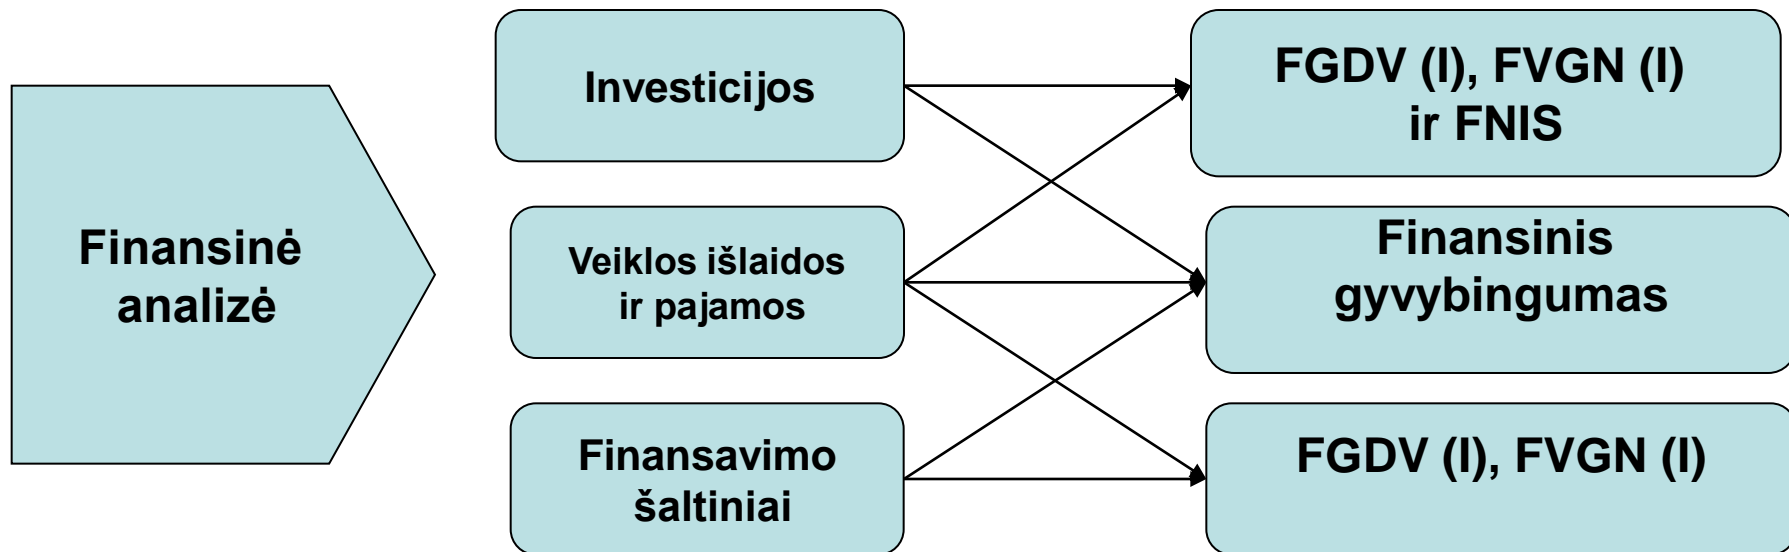 Finansinė
analizė
Investicijos
Veiklos išlaidos
ir pajamos
Finansavimo
šaltiniai
FGDV (I), FVGN (I)
ir FNIS
Finansinis
gyvybingumas
FGDV (I), FVGN (I)